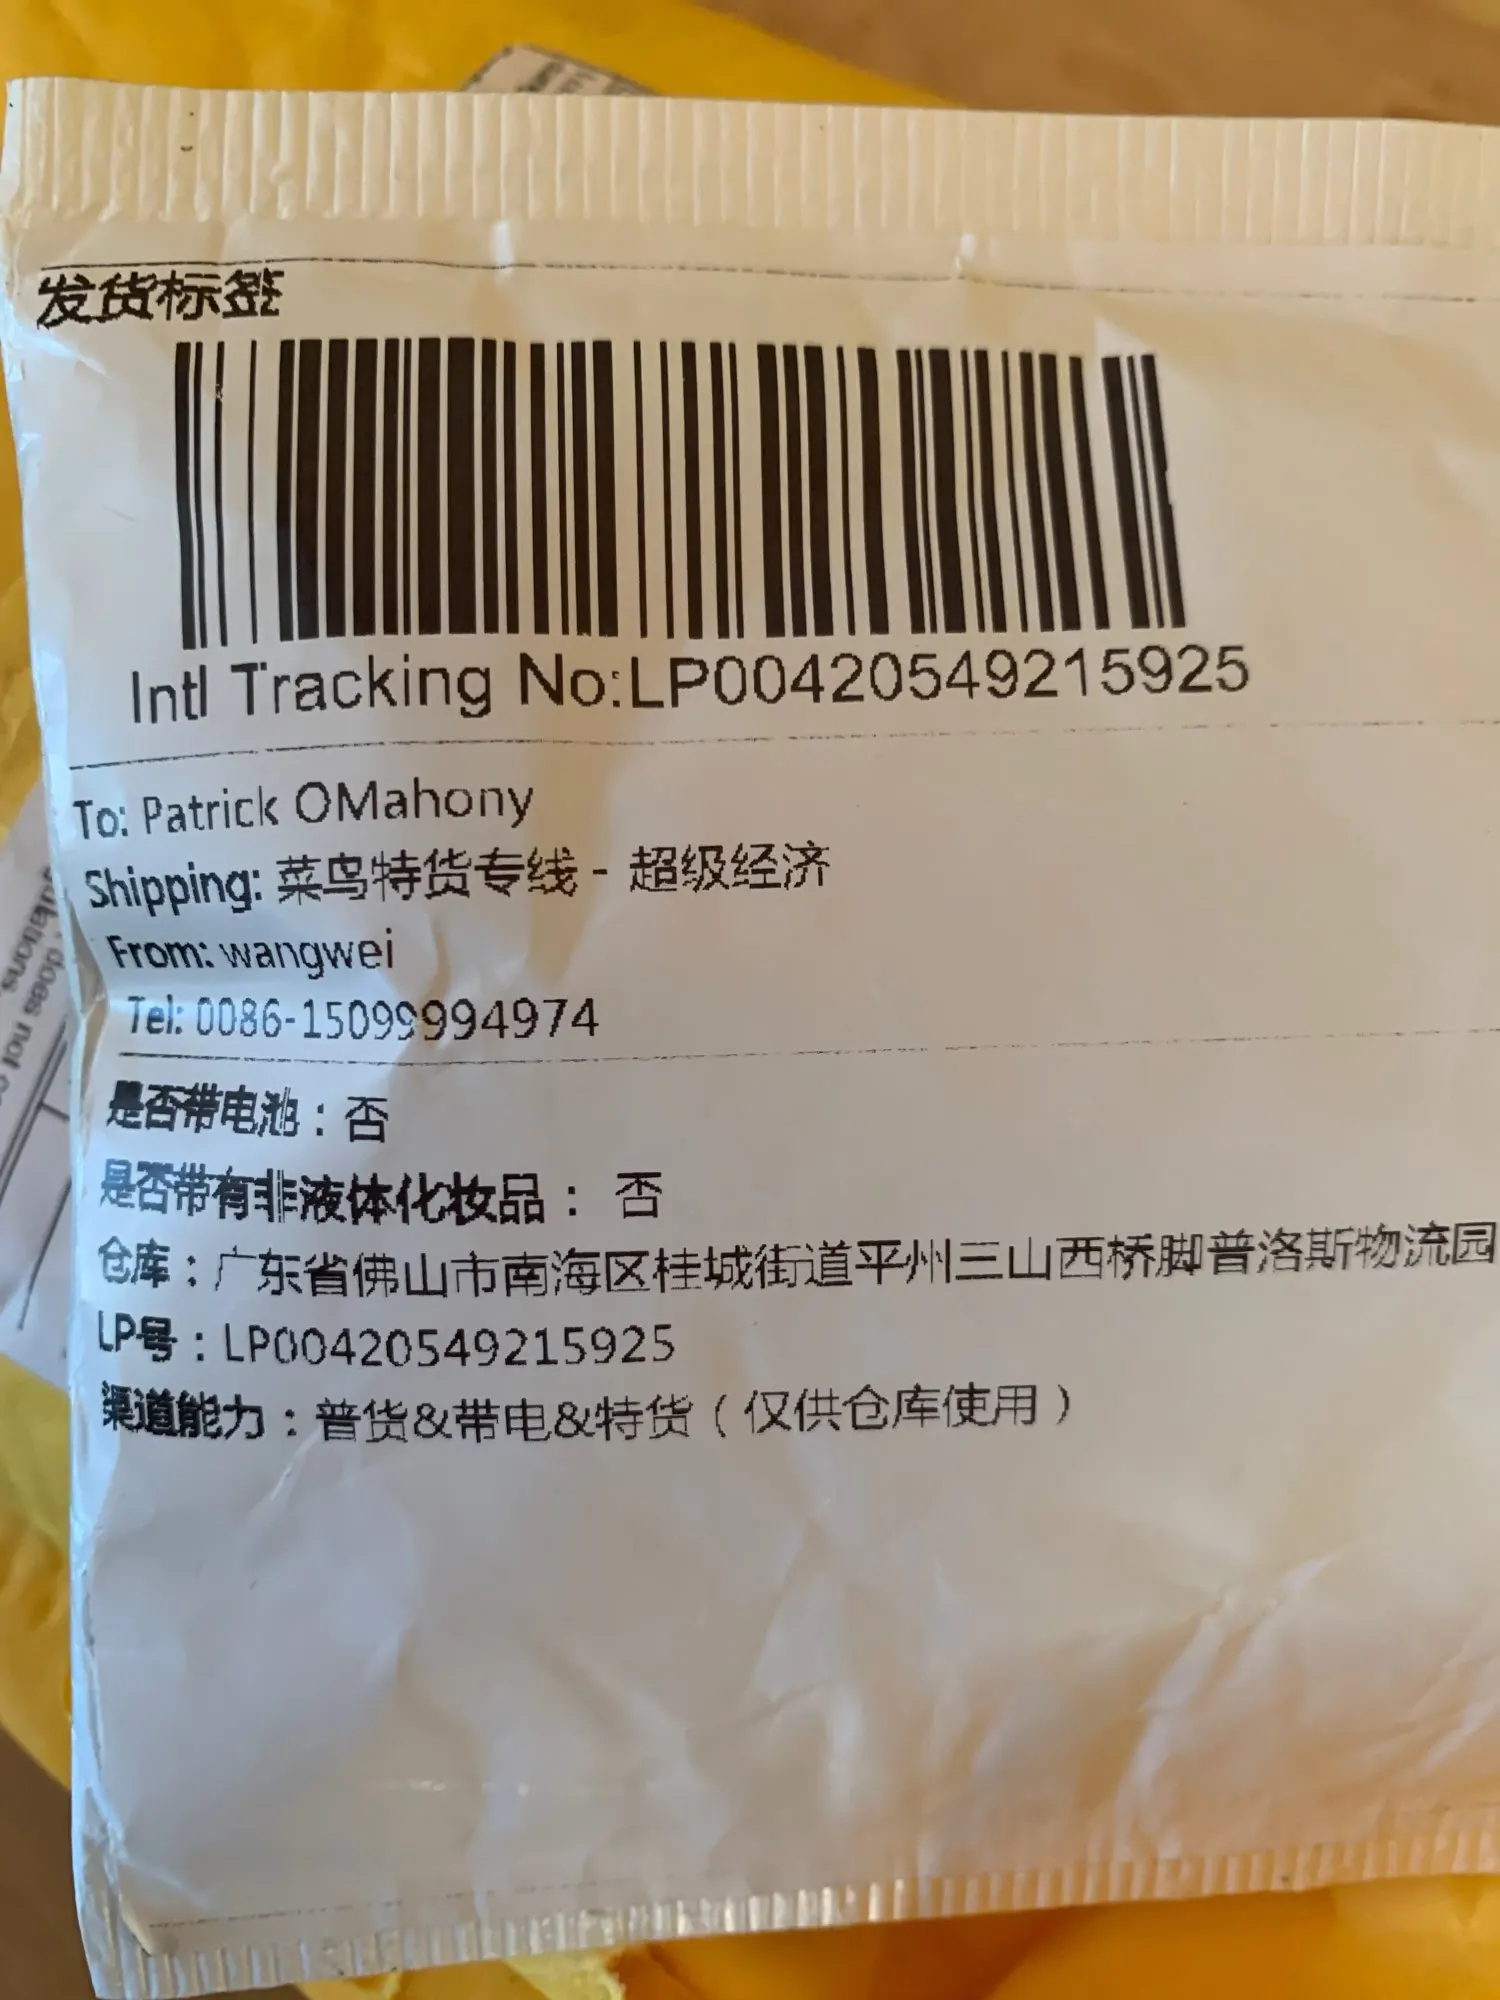 发货标签
Intl Tracking No:LP00420549215925
To: Patrick OMahony
Shipping: 菜鸟特货专线 - 超级经济
From: wangwei
Tel: 0086-15099994974
是否带电池：否
是否带有非液体化妆品： 否
仓库：广东省佛山市南海区桂城街道平州三山西桥脚普洛斯物流园
LP号：LP00420549215925
渠道能力：普货&带电&特货（仅供仓库使用）
does not